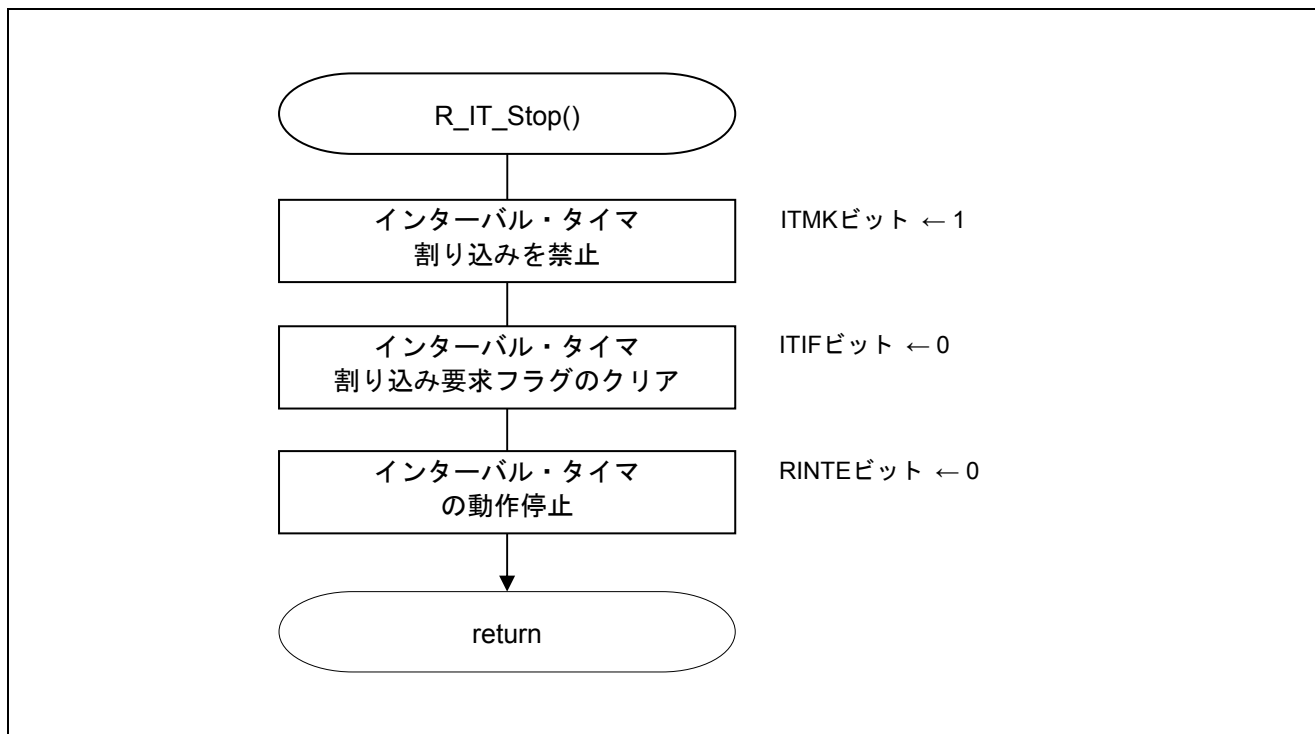 R_IT_Stop()
インターバル・タイマ
割り込みを禁止
ITMKビット ← 1
インターバル・タイマ
割り込み要求フラグのクリア
ITIFビット ← 0
インターバル・タイマ
の動作停止
RINTEビット ← 0
return